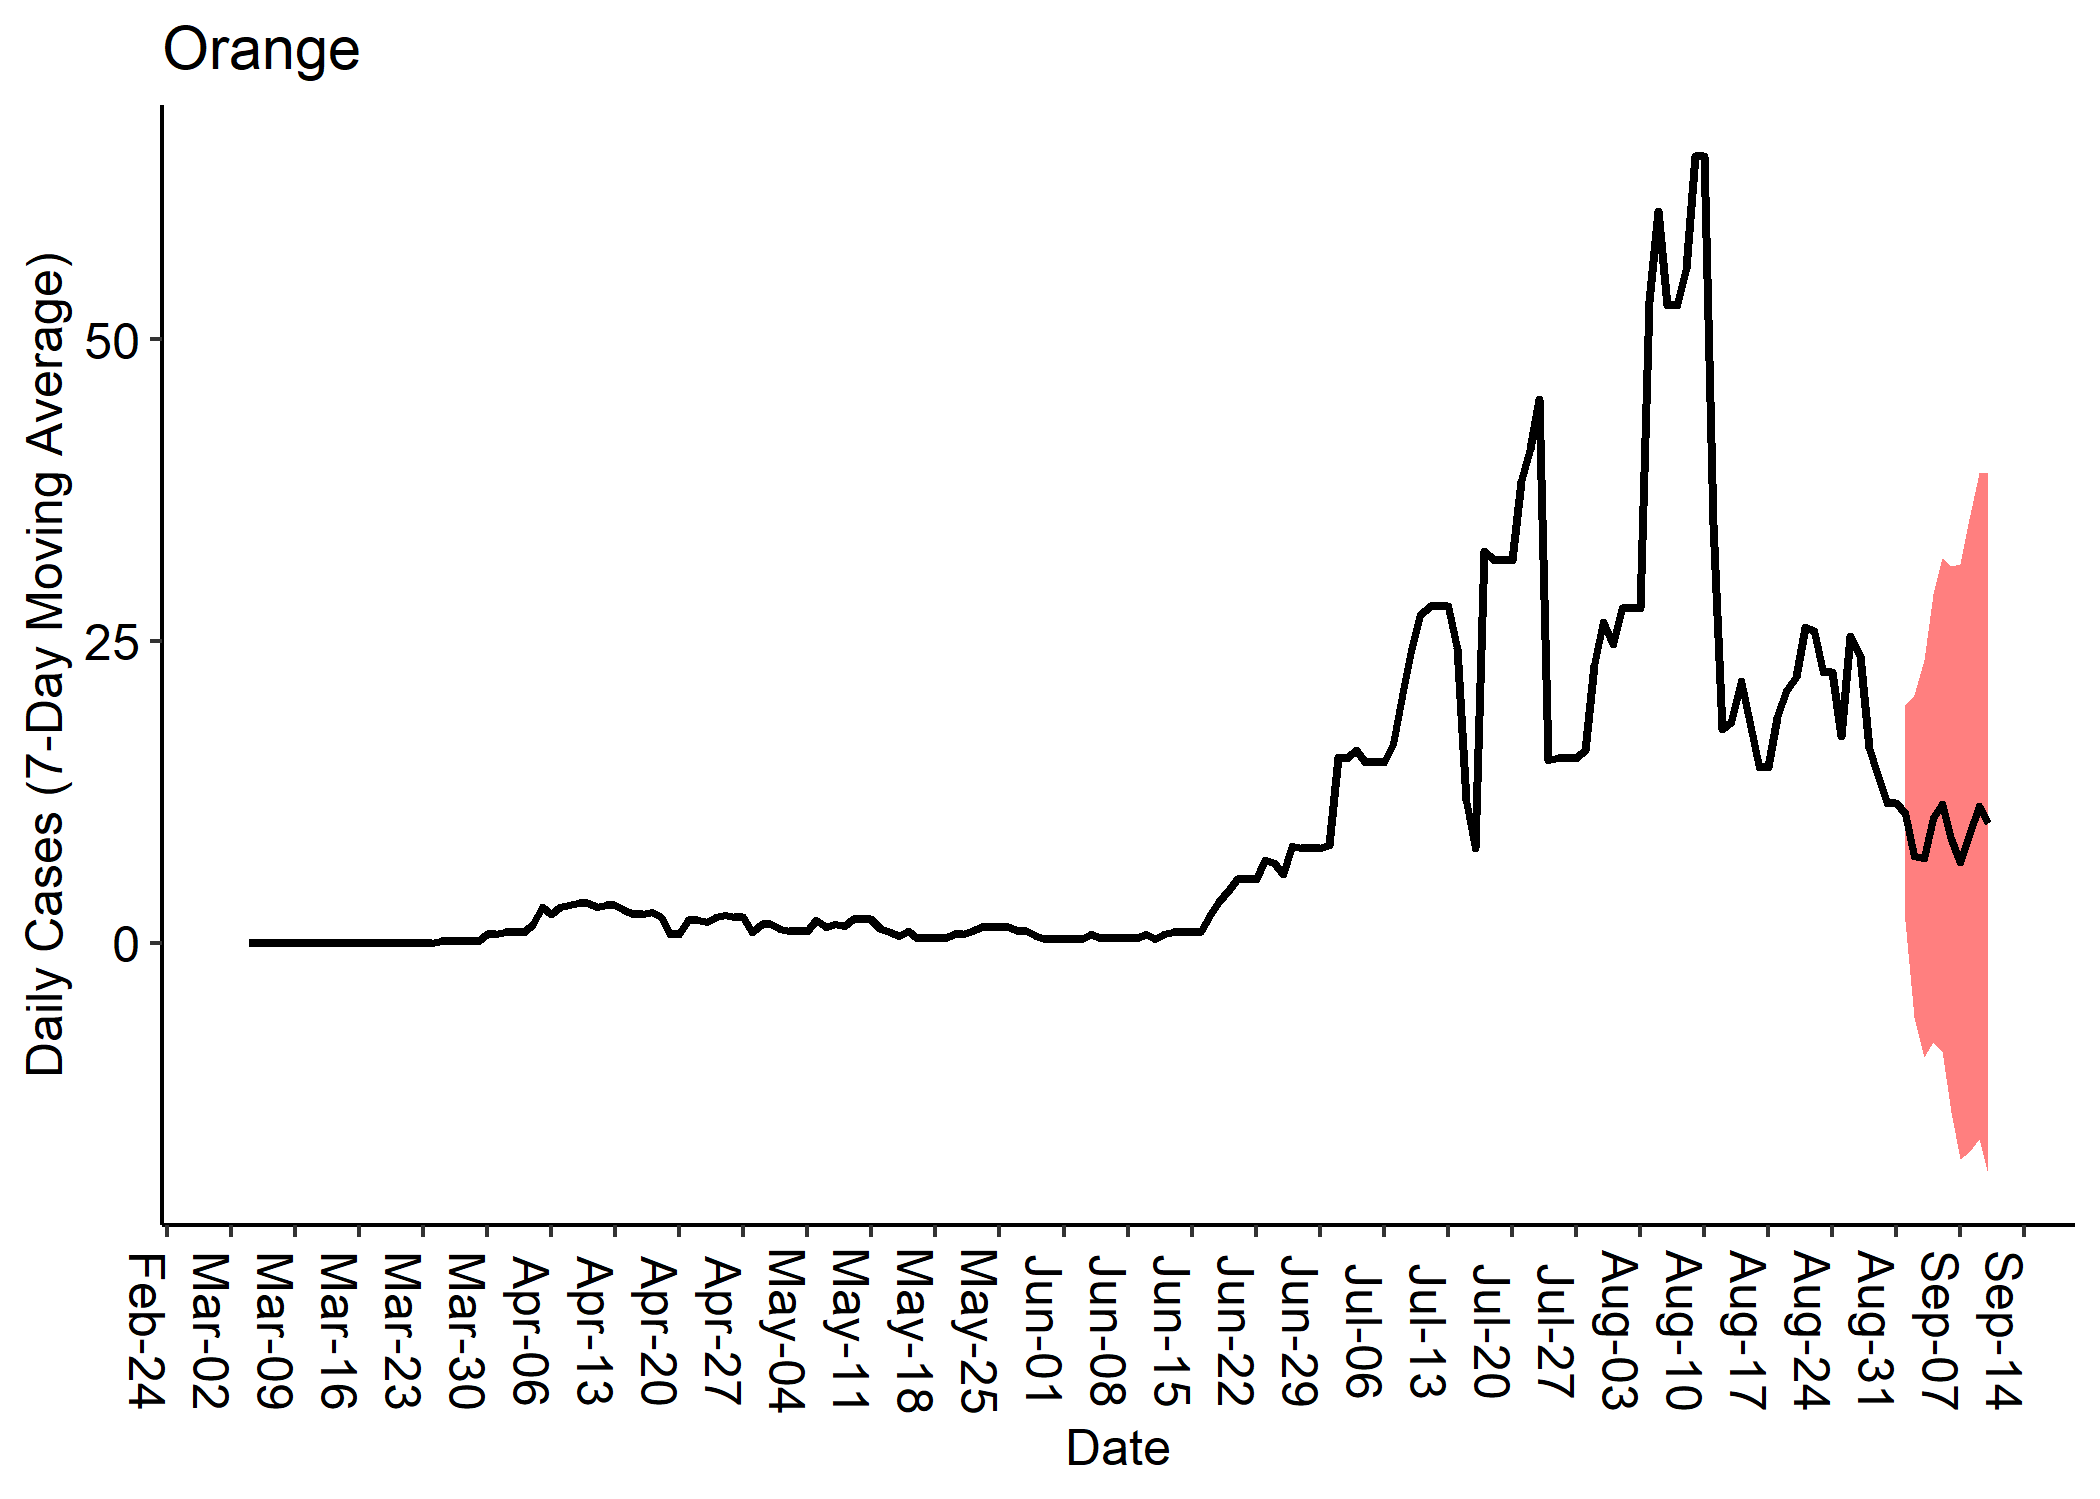 Orange
Daily Cases (7-Day Moving Average)
50
25
0
Feb-24
Mar-02
Mar-09
Mar-16
Mar-23
Mar-30
Apr-06
Apr-13
Apr-20
Apr-27
May-04
May-11
May-18
May-25
Jun-01
Jun-08
Jun-15
Jun-22
Jun-29
Jul-06
Jul-13
Jul-20
Jul-27
Aug-03
Aug-10
Aug-17
Aug-24
Aug-31
Sep-07
Sep-14
Date